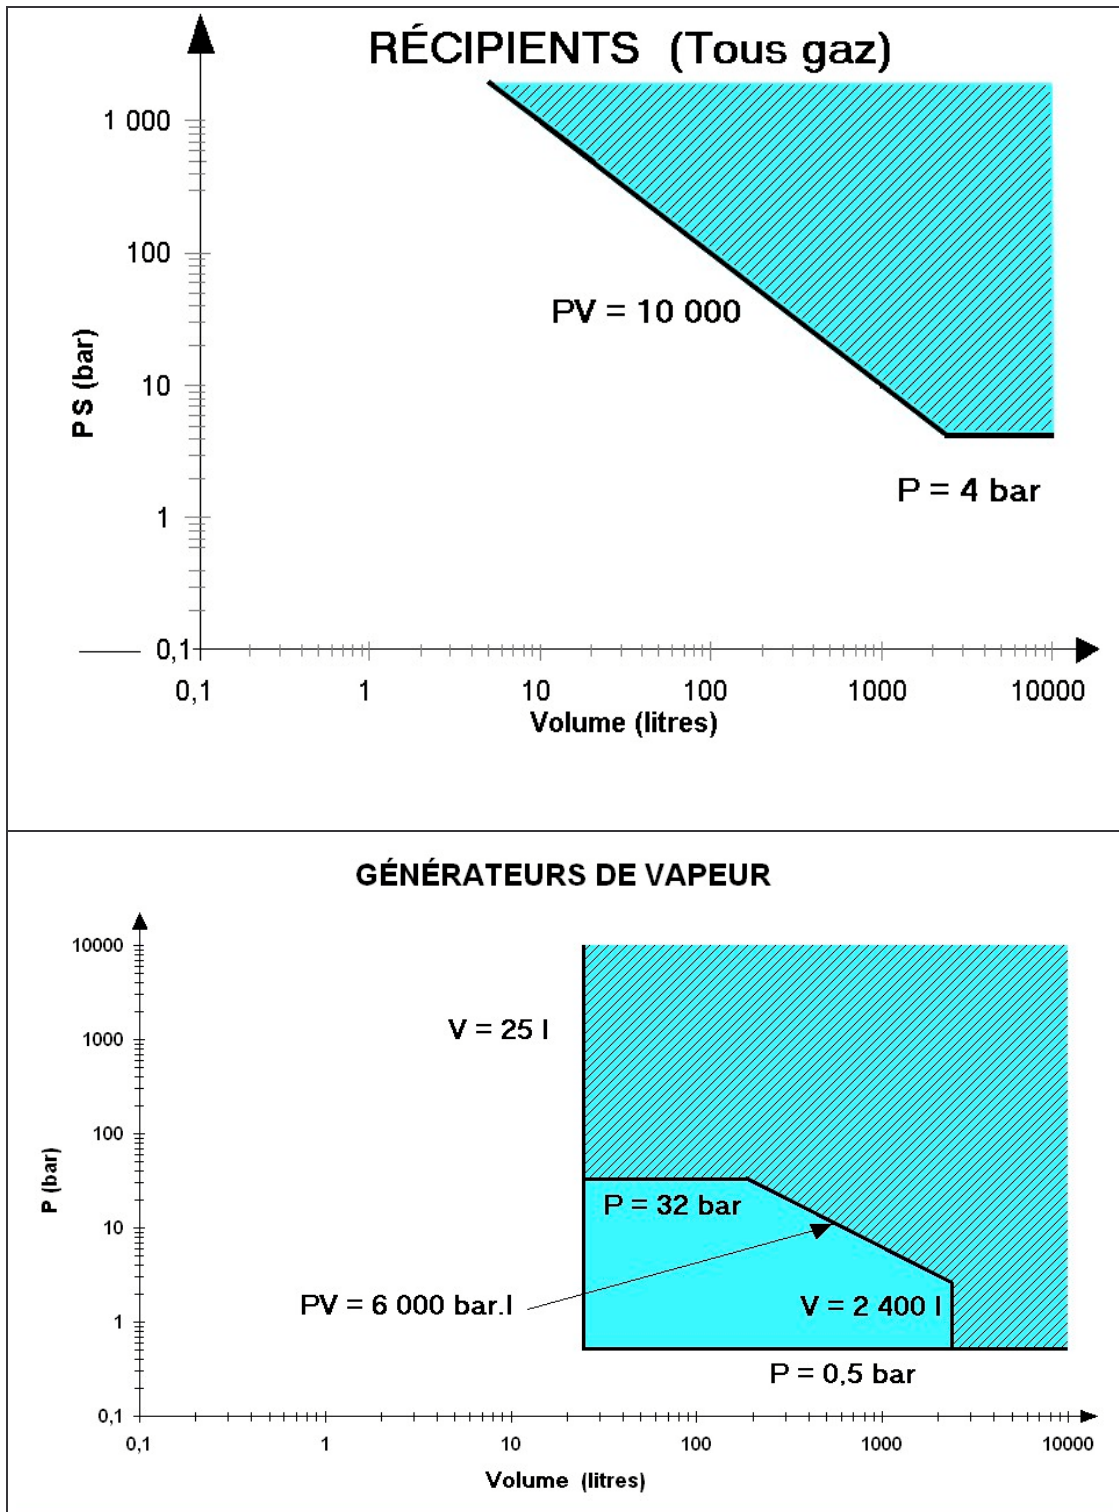 RÉCIPIENTS (Tous gaz)
1 000
100
PV = 10 000
10
PS (bar)
P = 4 bar
1
0,1
0,1 1 10 100 1000 10000
Volume (litres)
GÉNÉRATEURS DE VAPEUR
10000
V = 25 l
1000
100
P (bar)
P = 32 bar
10
PV = 6 000 bar.l
V = 2 400 l
1
P = 0,5 bar
0,1
0,1 1 10 100 1000 10000
Volume (litres)